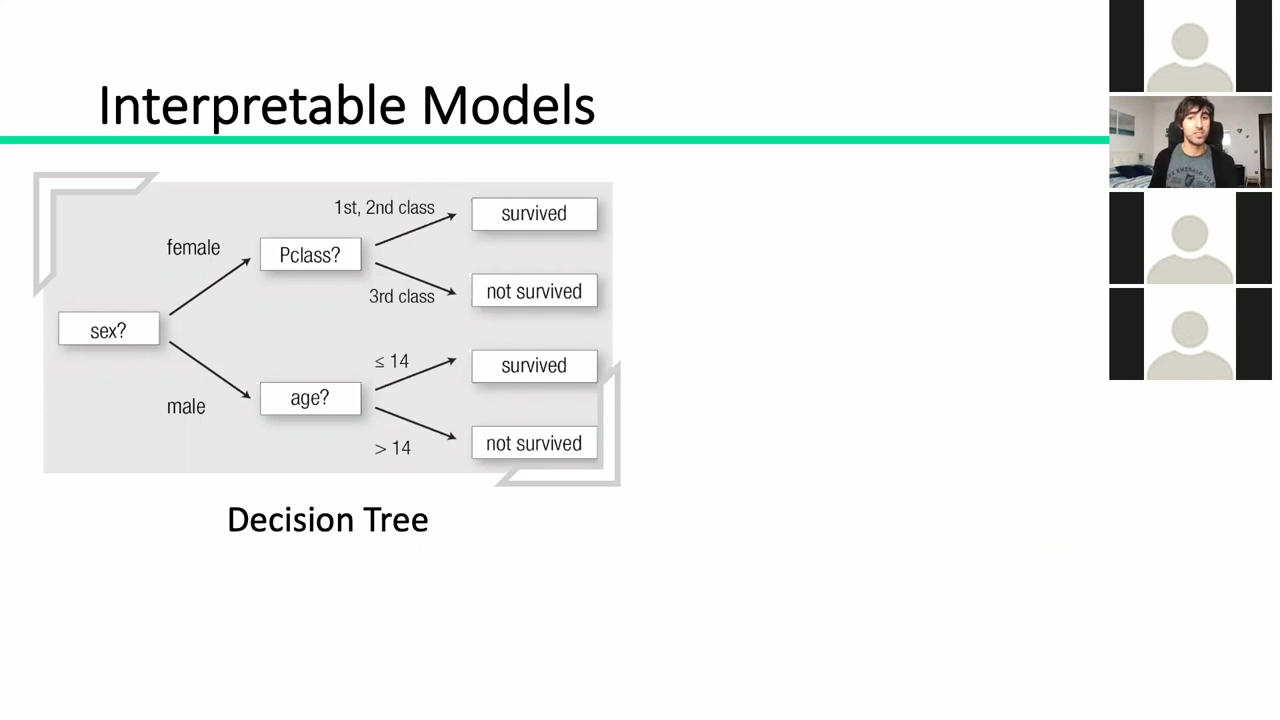 Interpretable Models
1st, 2nd class
survived
female
Pclass?
3rd class
not survived
sex?
≤ 14
survived
male
age?
> 14
not survived
Decision Tree